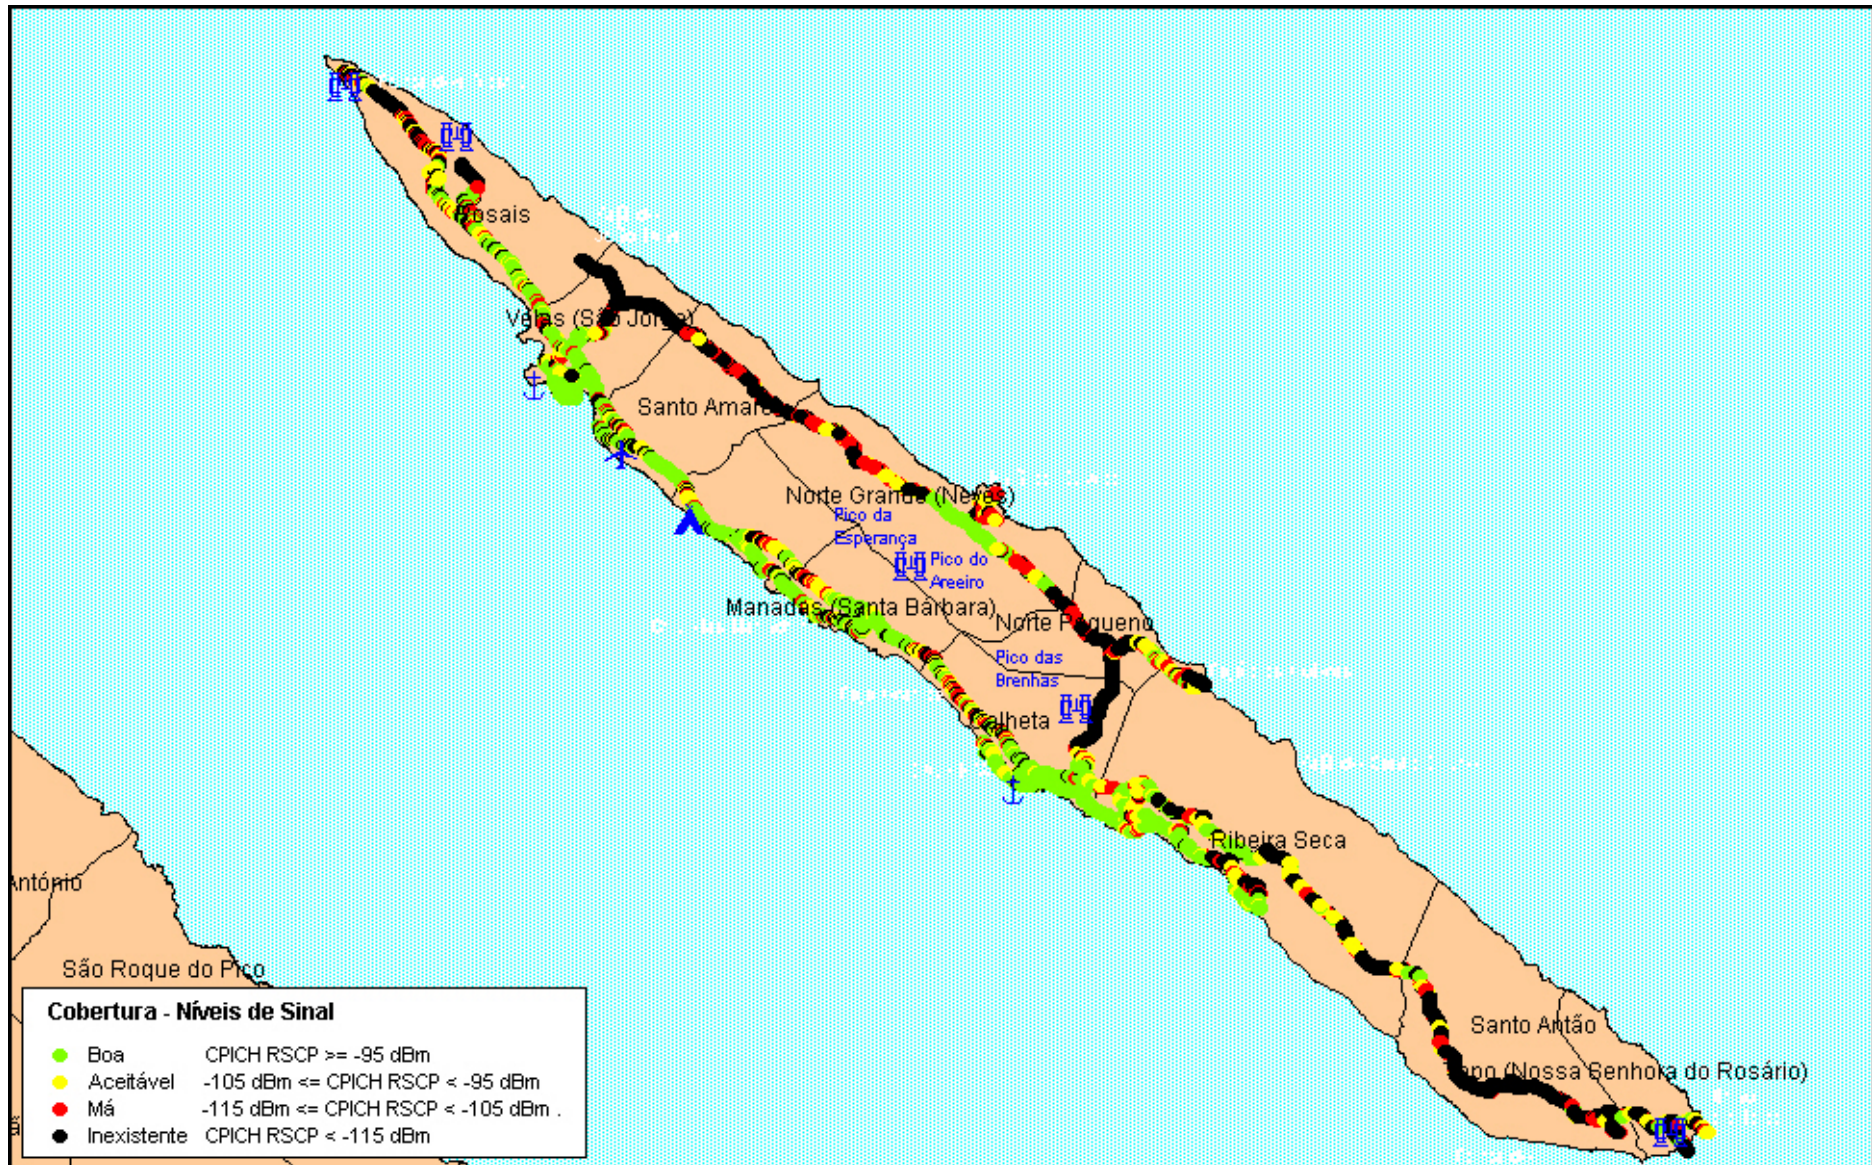 Rosais
Velas (São Jorge)
Santo Amaro
Norte Grande (Neves)
Pico da
Esperança
Pico do
Areeiro
Manadas (Santa Bárbara)
Norte Pequeno
Pico das
Brenhas
Calheta
Ribeira Seca
António
São Roque do Pico
Santo Antão
Topo (Nossa Senhora do Rosário)
Cobertura - Níveis de Sinal
Boa CPICH RSCP >= -95 dBm
Aceitável -105 dBm <= CPICH RSCP < -95 dBm
Má -115 dBm <= CPICH RSCP < -105 dBm .
Inexistente CPICH RSCP < -115 dBm